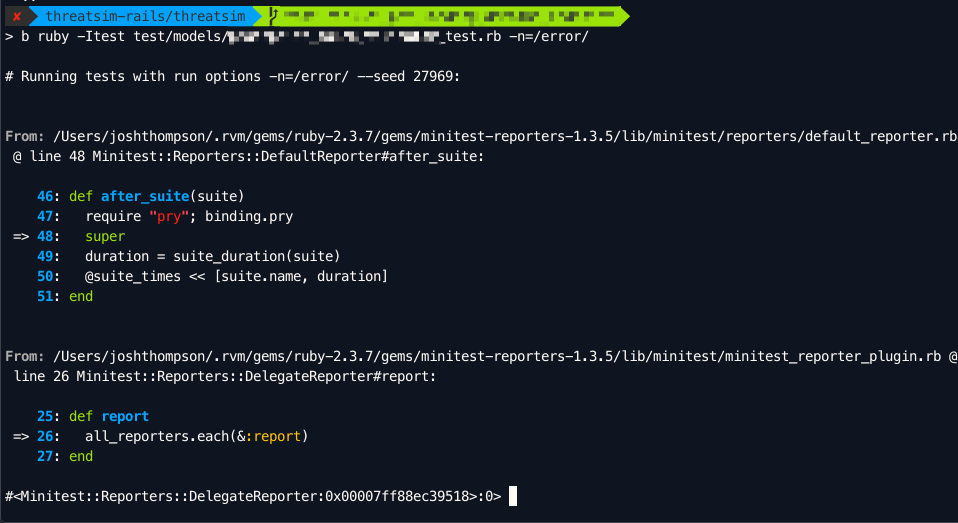 ✘ threatsim-rails/threatsim
> b ruby -Itest test/models/ _test.rb -n=/error/
# Running tests with run options -n=/error/ --seed 27969:
From: /Users/joshthompson/.rvm/gems/ruby-2.3.7/gems/minitest-reporters-1.3.5/lib/minitest/reporters/default_reporter.rb
@ line 48 Minitest::Reporters::DefaultReporter#after_suite:
46: def after_suite(suite)
47:   require "pry"; binding.pry
=> 48:   super
49:   duration = suite_duration(suite)
50:   @suite_times << [suite.name, duration]
51: end
From: /Users/joshthompson/.rvm/gems/ruby-2.3.7/gems/minitest-reporters-1.3.5/lib/minitest/minitest_reporter_plugin.rb @
line 26 Minitest::Reporters::DelegateReporter#report:
25: def report
=> 26:   all_reporters.each(&:report)
27: end
#<Minitest::Reporters::DelegateReporter:0x00007ff88ec39518>:0>